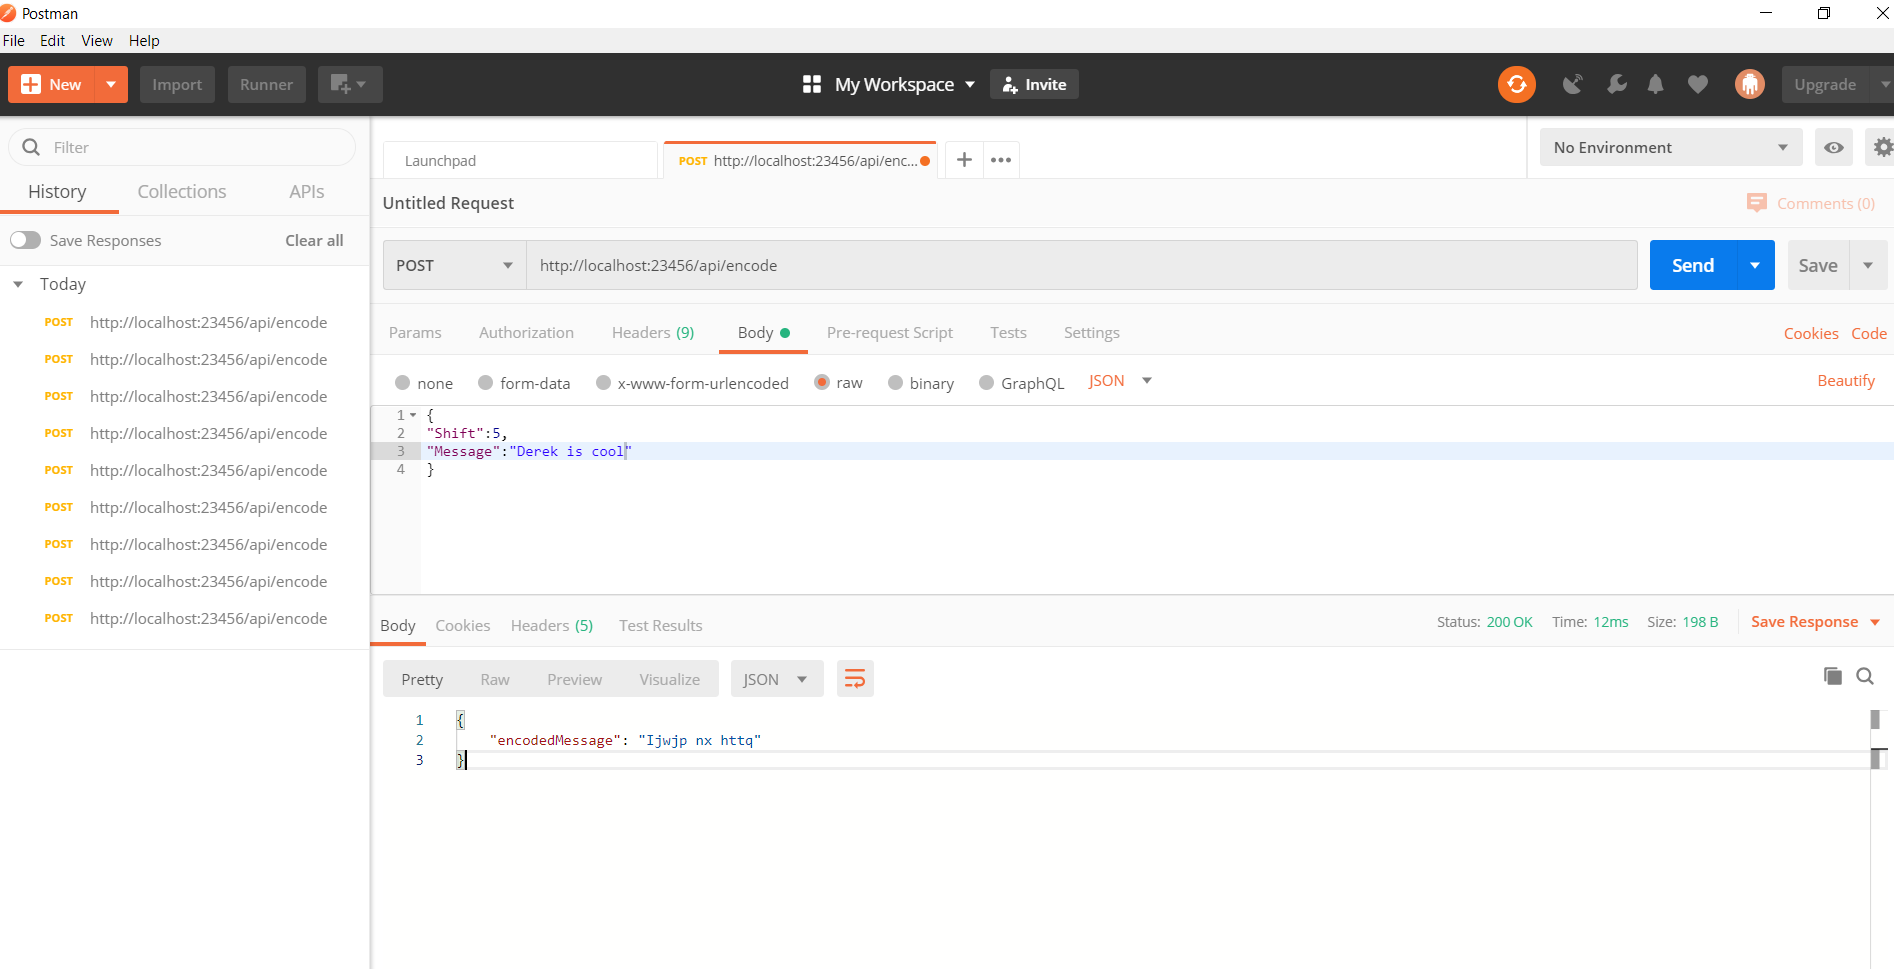 Postman
File Edit View Help
New Import Runner My Workspace Invite Upgrade
Filter
History Collections APIs
Save Responses Clear all
Today
POST http://localhost:23456/api/encode
POST http://localhost:23456/api/encode
POST http://localhost:23456/api/encode
POST http://localhost:23456/api/encode
POST http://localhost:23456/api/encode
POST http://localhost:23456/api/encode
POST http://localhost:23456/api/encode
POST http://localhost:23456/api/encode
POST http://localhost:23456/api/encode
Launchpad POST http://localhost:23456/api/enc... No Environment
Untitled Request Comments (0)
POST http://localhost:23456/api/encode Send Save
Params Authorization Headers (9) Body Pre-request Script Tests Settings Cookies Code
none form-data x-www-form-urlencoded raw binary GraphQL JSON Beautify
1 {
2 "Shift":5,
3 "Message":"Derek is cool"
4 }
Body Cookies Headers (5) Test Results Status: 200 OK Time: 12ms Size: 198 B Save Response
Pretty Raw Preview Visualize JSON
1 {
2 "encodedMessage": "Ijwjp nx httq"
3 }